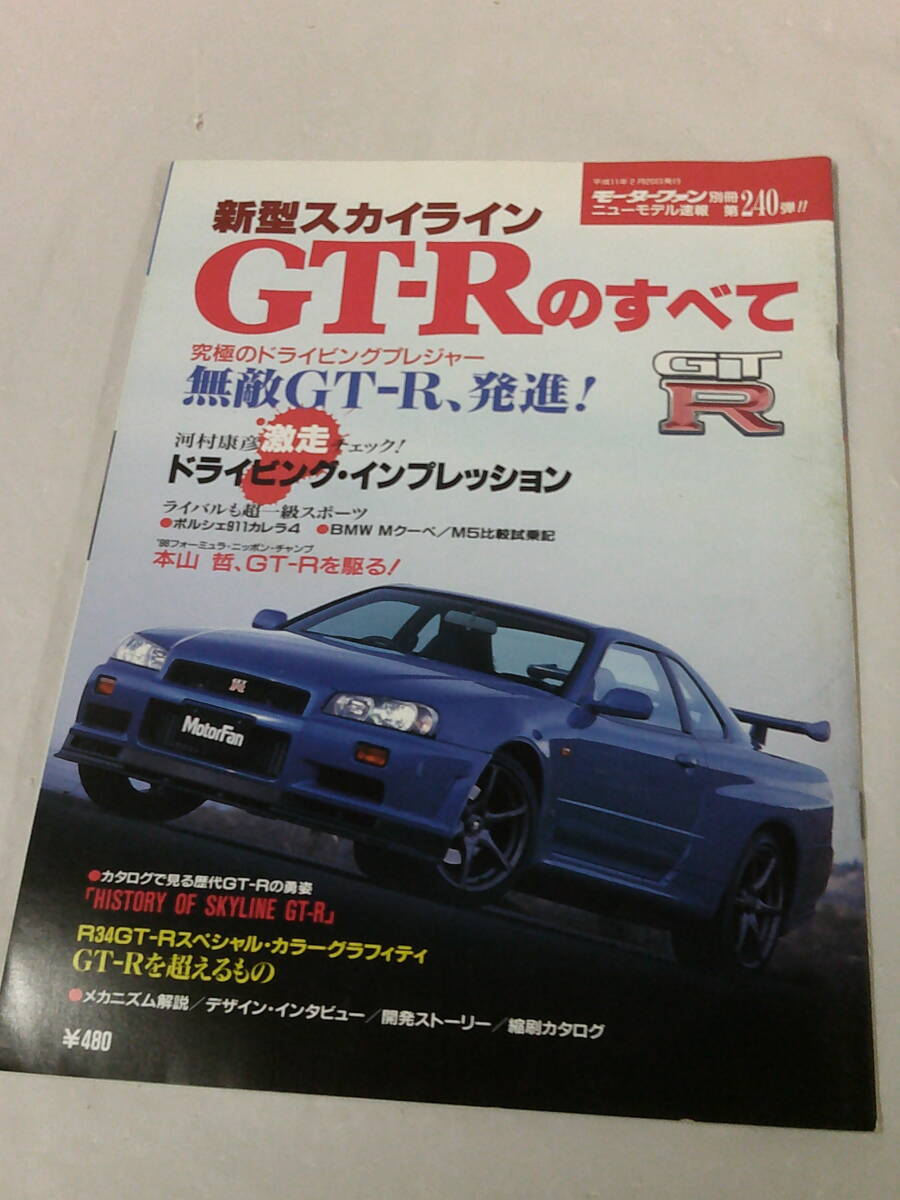 平成11年2月20日発行
モーターファン別冊
ニューモデル速報 第240弾!!
新型スカイライン
GT-Rのすべて
GT
R
究極のドライビングプレジャー
無敵GT-R、発進!
河村康彦激走チェック!
ドライビング・インプレッション
ライバルも超一級スポーツ
●ポルシェ911カレラ4 ●BMW Mクーペ/M5比較試乗記
'98フォーミュラ・ニッポン・チャンプ
本山 哲、GT-Rを駆る!
MotorFan
●カタログで見る歴代GT-Rの勇姿
「HISTORY OF SKYLINE GT-R」
R34GT-Rスペシャル・カラーグラフィティ
GT-Rを超えるもの
●メカニズム解説/デザイン・インタビュー/開発ストーリー/縮刷カタログ
¥480